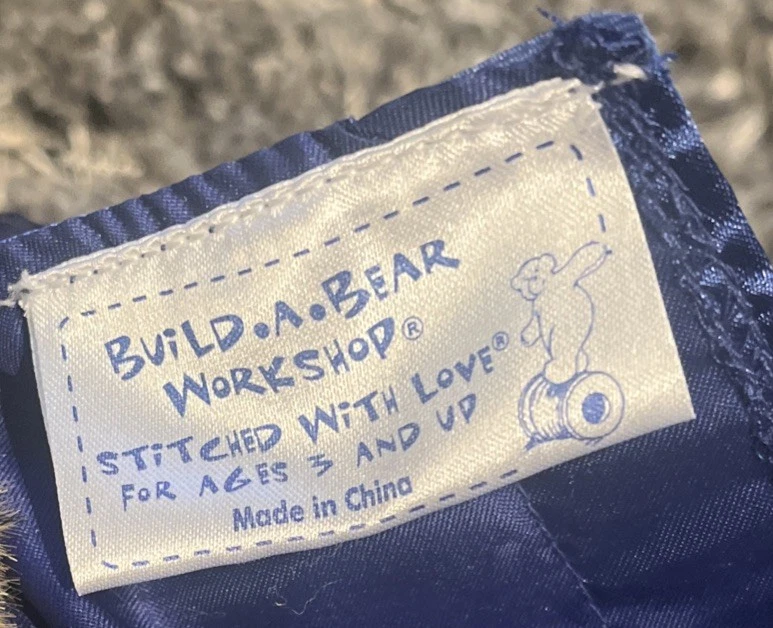 BUiLD•A•BEAR
WORKSHOP®
STiTCHED WiTH LOVE®
FOR AGES 3 AND UP
Made in China